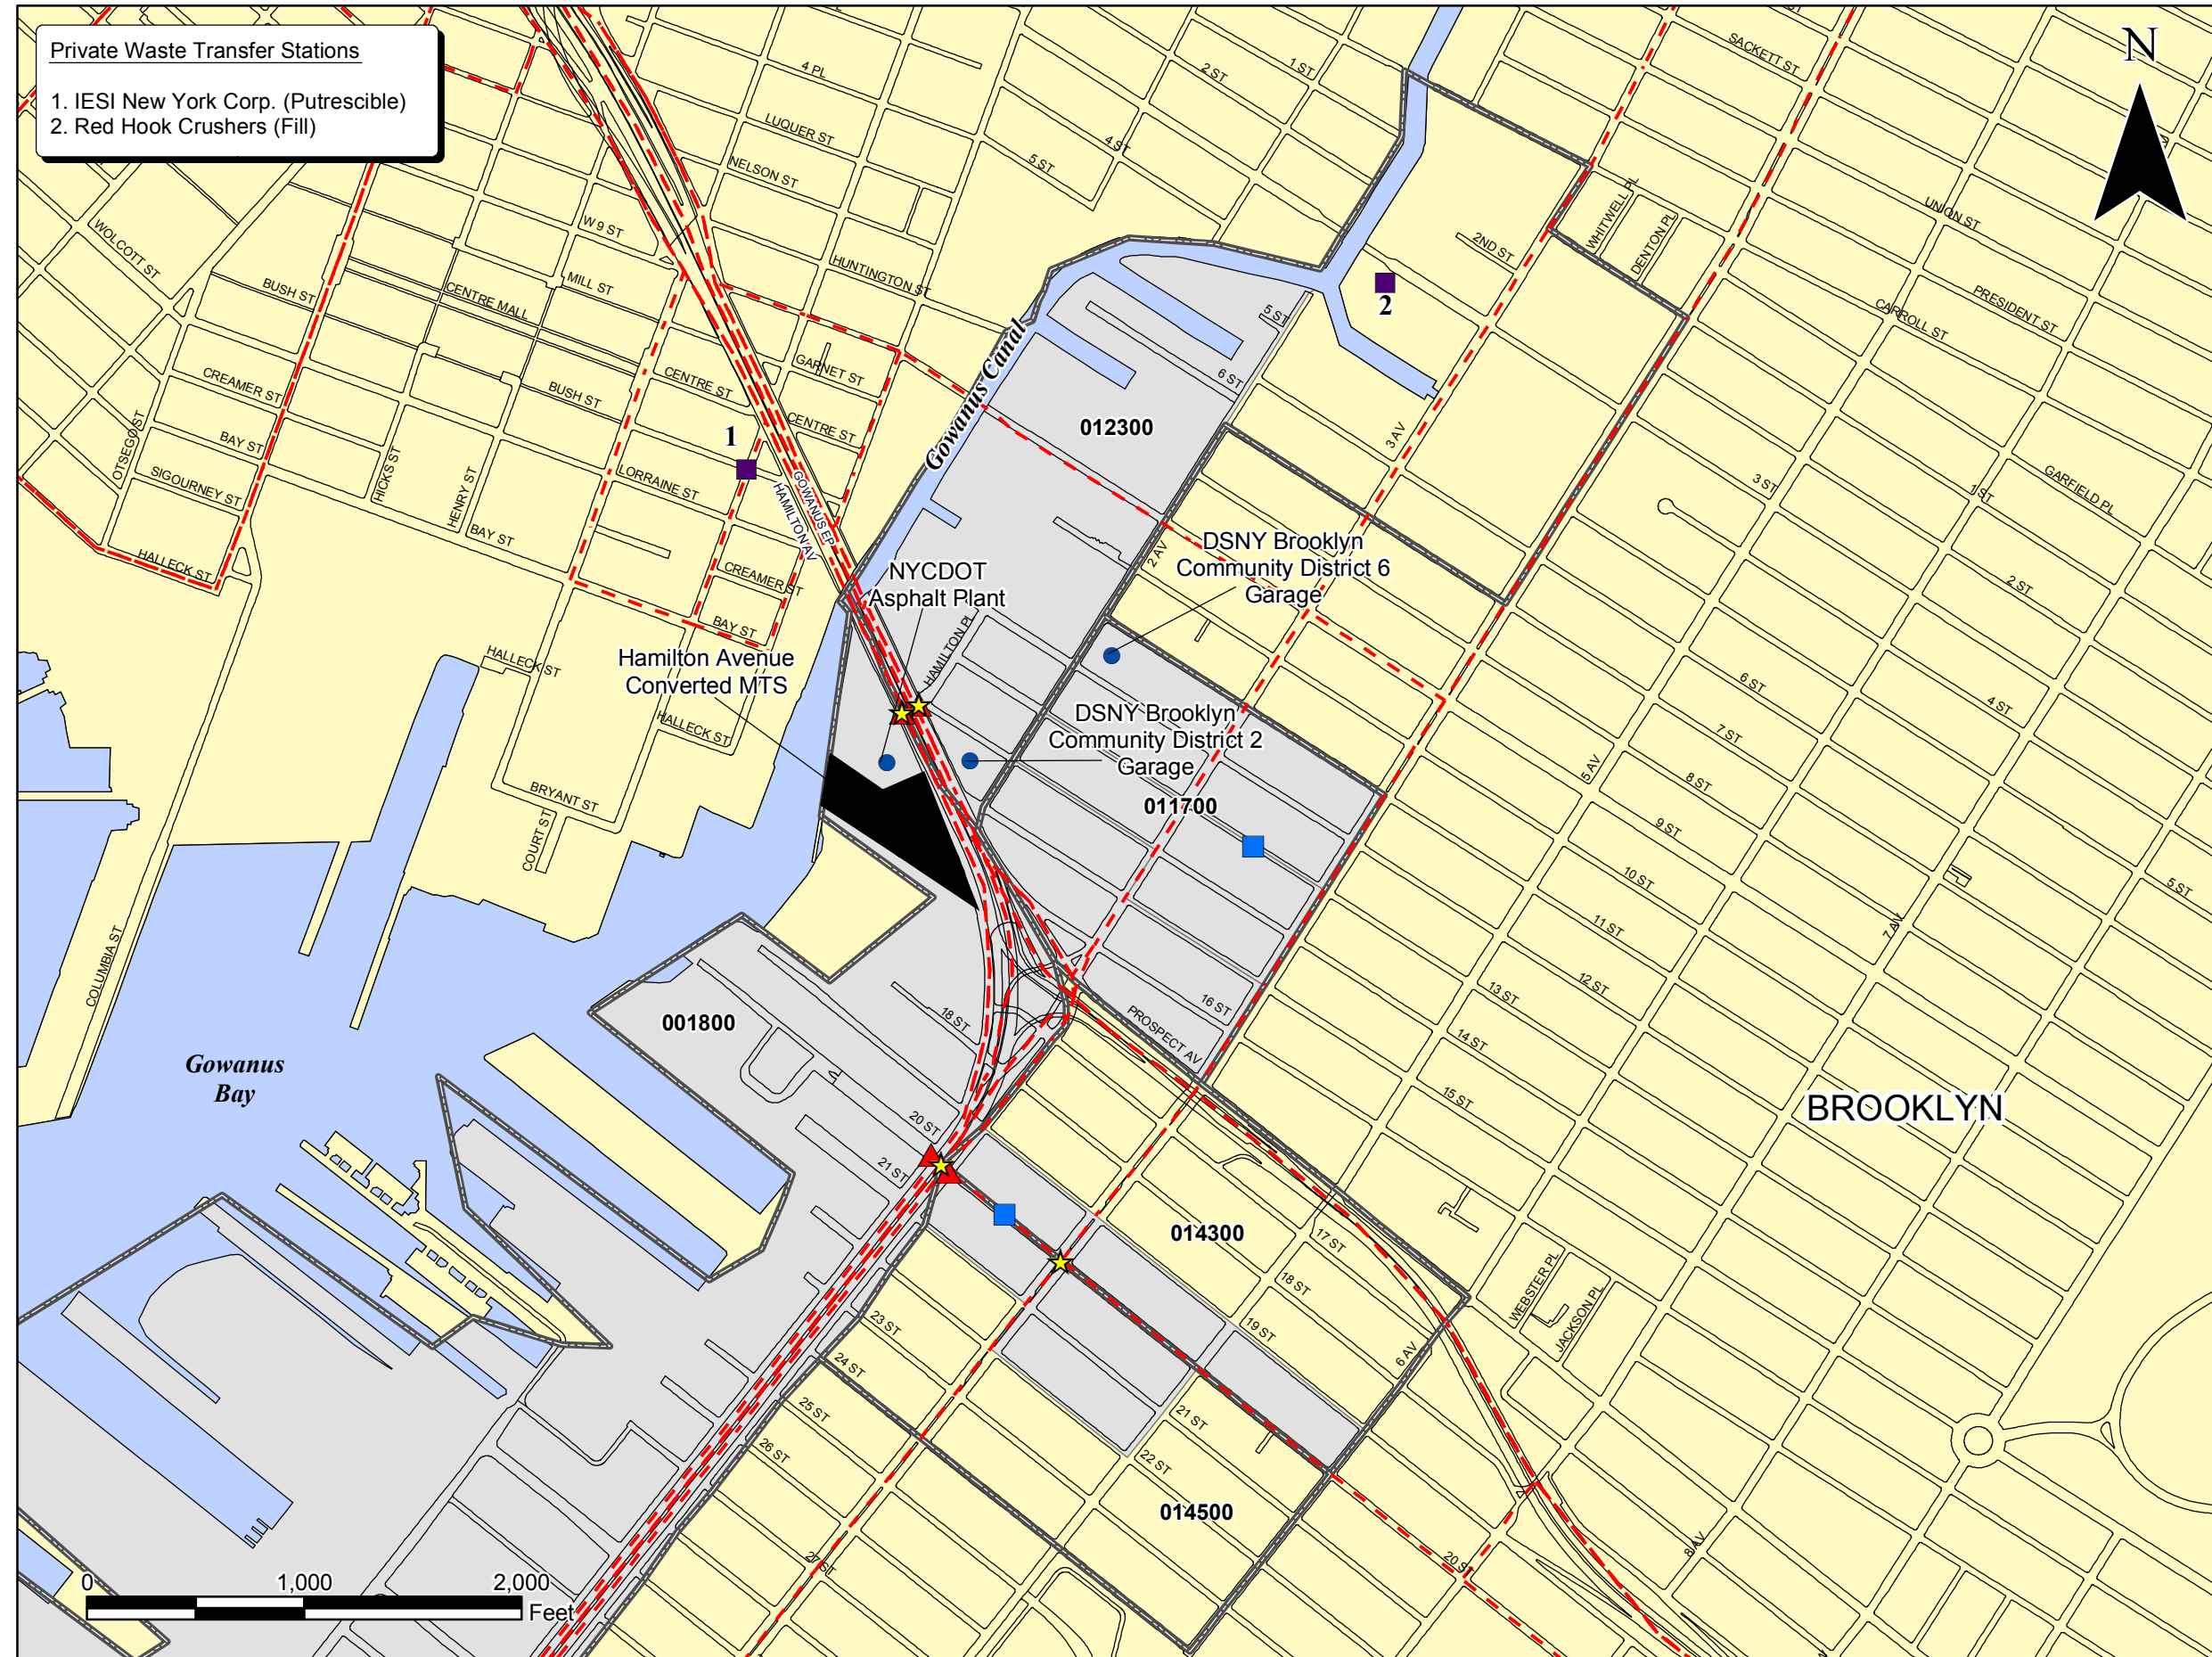 Private Waste Transfer Stations
1. IESI New York Corp. (Putrescible)
2. Red Hook Crushers (Fill)
N
4 PL
2 ST
1 ST
SACKETT ST
LUQUER ST
4 ST
5 ST
NELSON ST
WHITWELL PL
DENTON PL
UNION ST
WOLCOTT ST
W 9 ST
2ND ST
HUNTINGTON ST
MILL ST
BUSH ST
CENTRE MALL
2
5 ST
PRESIDENT ST
CARROLL ST
Gowanus Canal
GARNET ST
CREAMER ST
CENTRE ST
BUSH ST
6 ST
012300
CENTRE ST
3 AV
1
BAY ST
OTSEGO ST
SIGOURNEY ST
HICKS ST
HENRY ST
LORRAINE ST
GOWANUS EP
HAMILTON AV
3 ST
1 ST
GARFIELD PL
BAY ST
HALLECK ST
CREAMER ST
2 AV
DSNY Brooklyn
Community District 6
Garage
NYCDOT
Asphalt Plant
2 ST
BAY ST
HAMILTON PL
HALLECK ST
Hamilton Avenue
Converted MTS
6 ST
4 ST
HALLECK ST
DSNY Brooklyn
Community District 2
Garage
7 ST
5 AV
8 ST
BRYANT ST
COURT ST
011700
9 ST
10 ST
5 ST
11 ST
7 AV
COLUMBIA ST
12 ST
13 ST
16 ST
PROSPECT AV
18 ST
001800
14 ST
Gowanus
Bay
15 ST
BROOKLYN
20 ST
21 ST
014300
17 ST
18 ST
WEBSTER PL
JACKSON PL
19 ST
6 AV
23 ST
24 ST
25 ST
26 ST
21 ST
22 ST
014500
27 ST
20 ST
8 AV
0
1,000
2,000
Feet